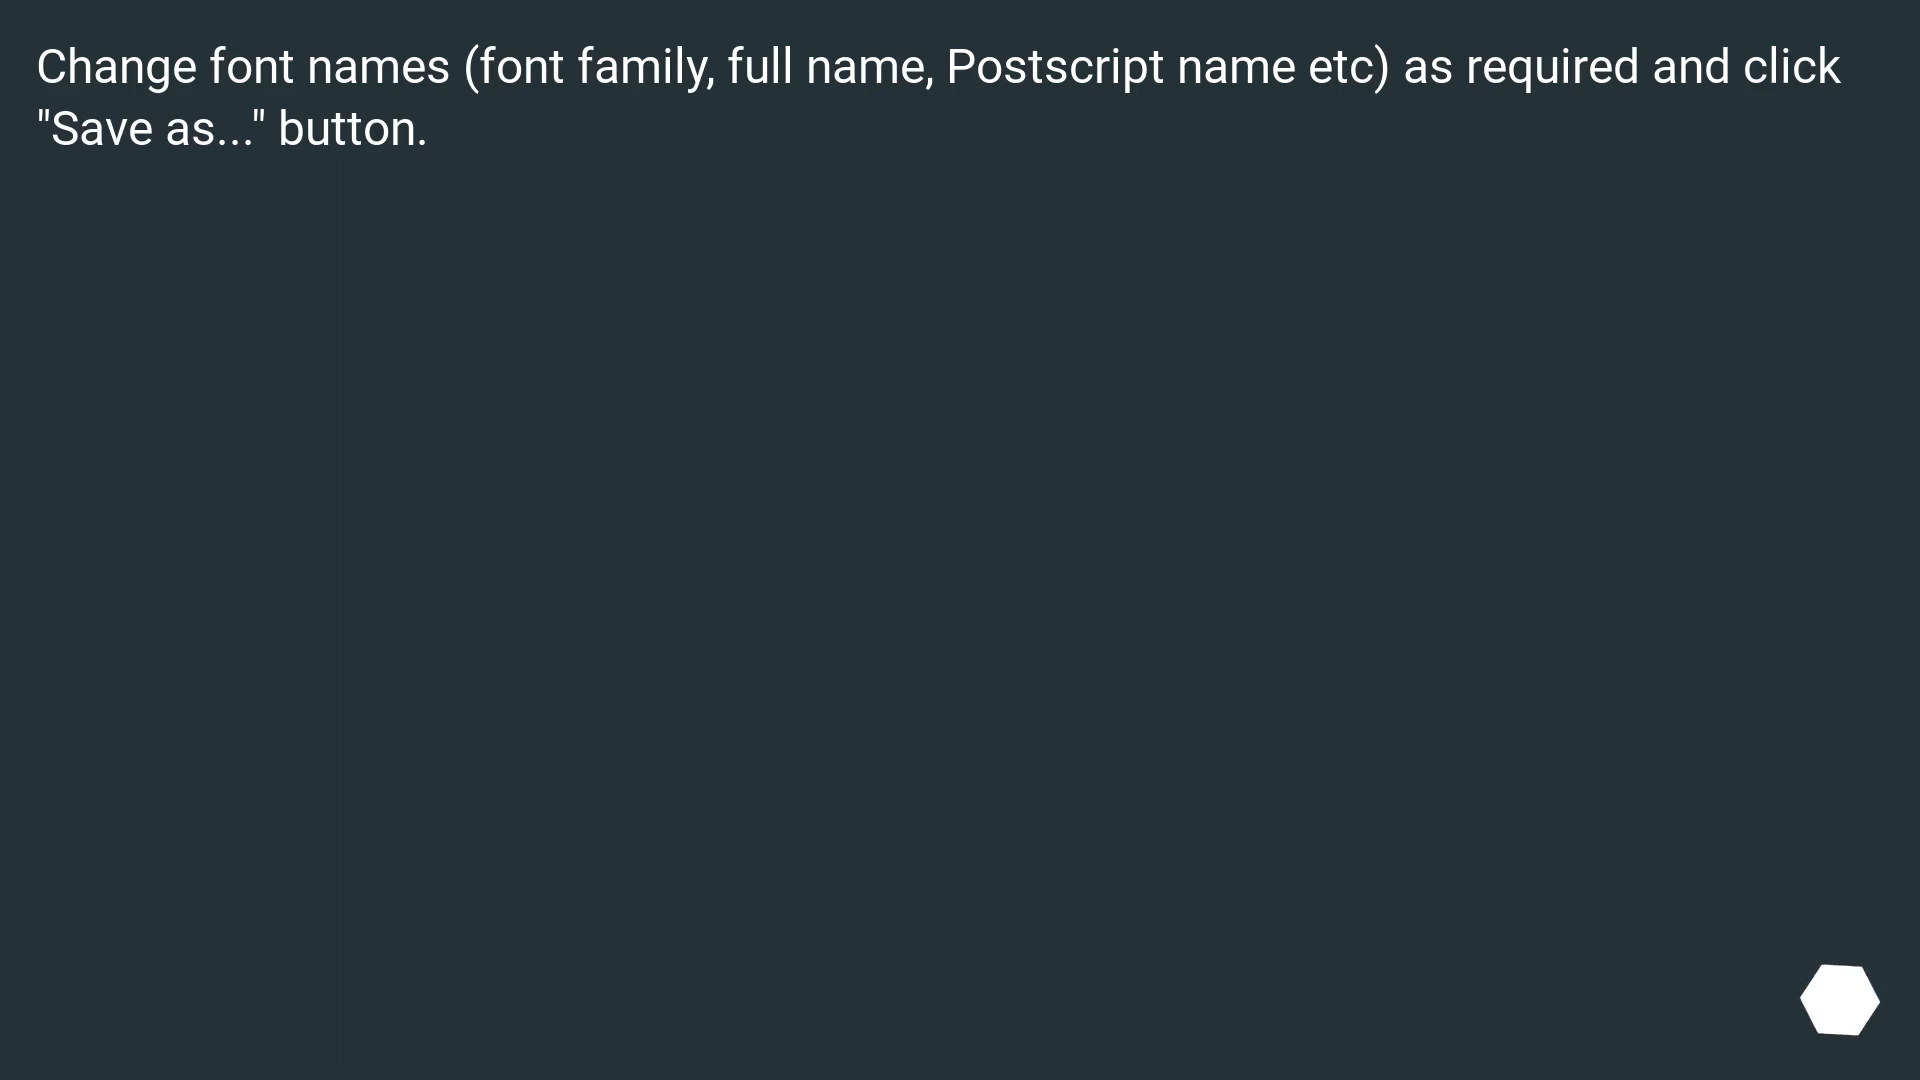 Change font names (font family, full name, Postscript name etc) as required and click
"Save as..." button.